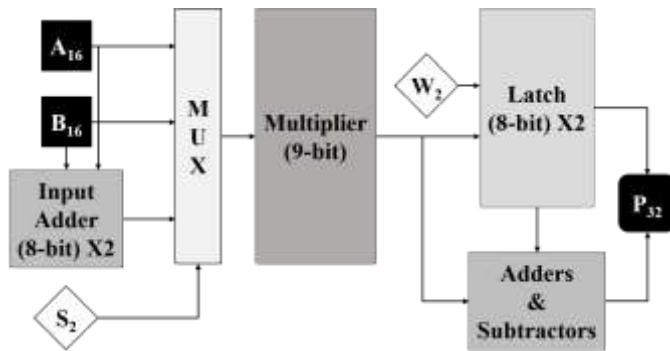 A16
B16
Input
Adder
(8-bit) X2
S2
M
U
X
Multiplier
(9-bit)
W2
Latch
(8-bit) X2
Adders
&
Subtractors
P32